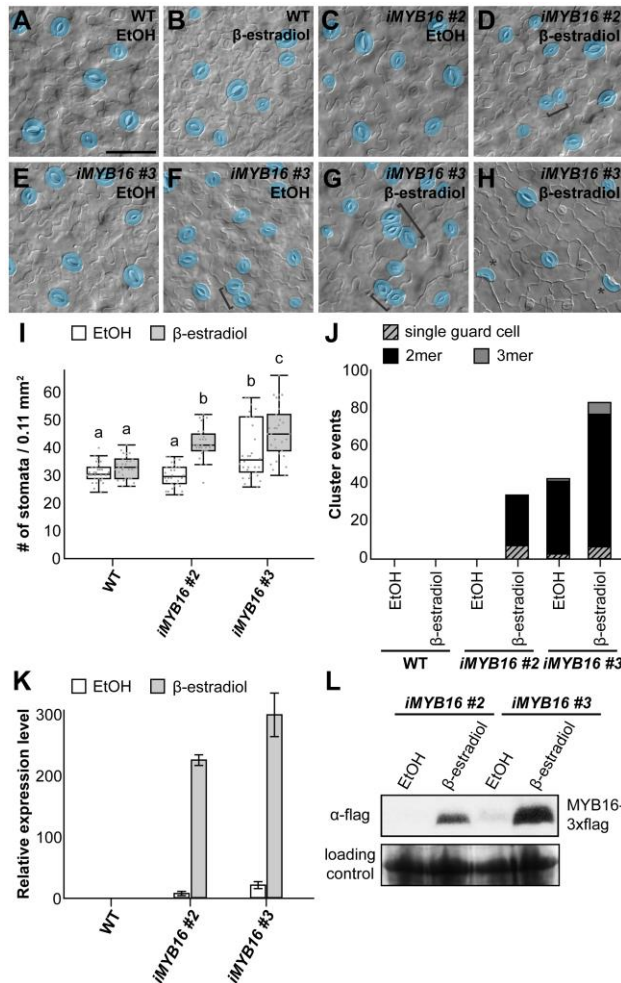 A WT EtOH
B WT β-estradiol
C iMYB16 #2 EtOH
D iMYB16 #2 β-estradiol
E iMYB16 #3 EtOH
F iMYB16 #3 EtOH
G iMYB16 #3 β-estradiol
H iMYB16 #3 β-estradiol
* *
I
EtOH β-estradiol
# of stomata / 0.11 mm²
60
50
40
30
20
10
0
a a a b b c
WT iMYB16 #2 iMYB16 #3
J
single guard cell
2mer 3mer
Cluster events
100
80
60
40
20
0
EtOH β-estradiol EtOH β-estradiol EtOH β-estradiol
WT iMYB16 #2 iMYB16 #3
K
EtOH β-estradiol
Relative expression level
300
200
100
0
WT iMYB16 #2 iMYB16 #3
L
iMYB16 #2 iMYB16 #3
EtOH β-estradiol EtOH β-estradiol
α-flag
MYB16-
3xflag
loading
control